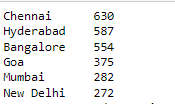 Chennai 630
Hyderabad 587
Bangalore 554
Goa 375
Mumbai 282
New Delhi 272